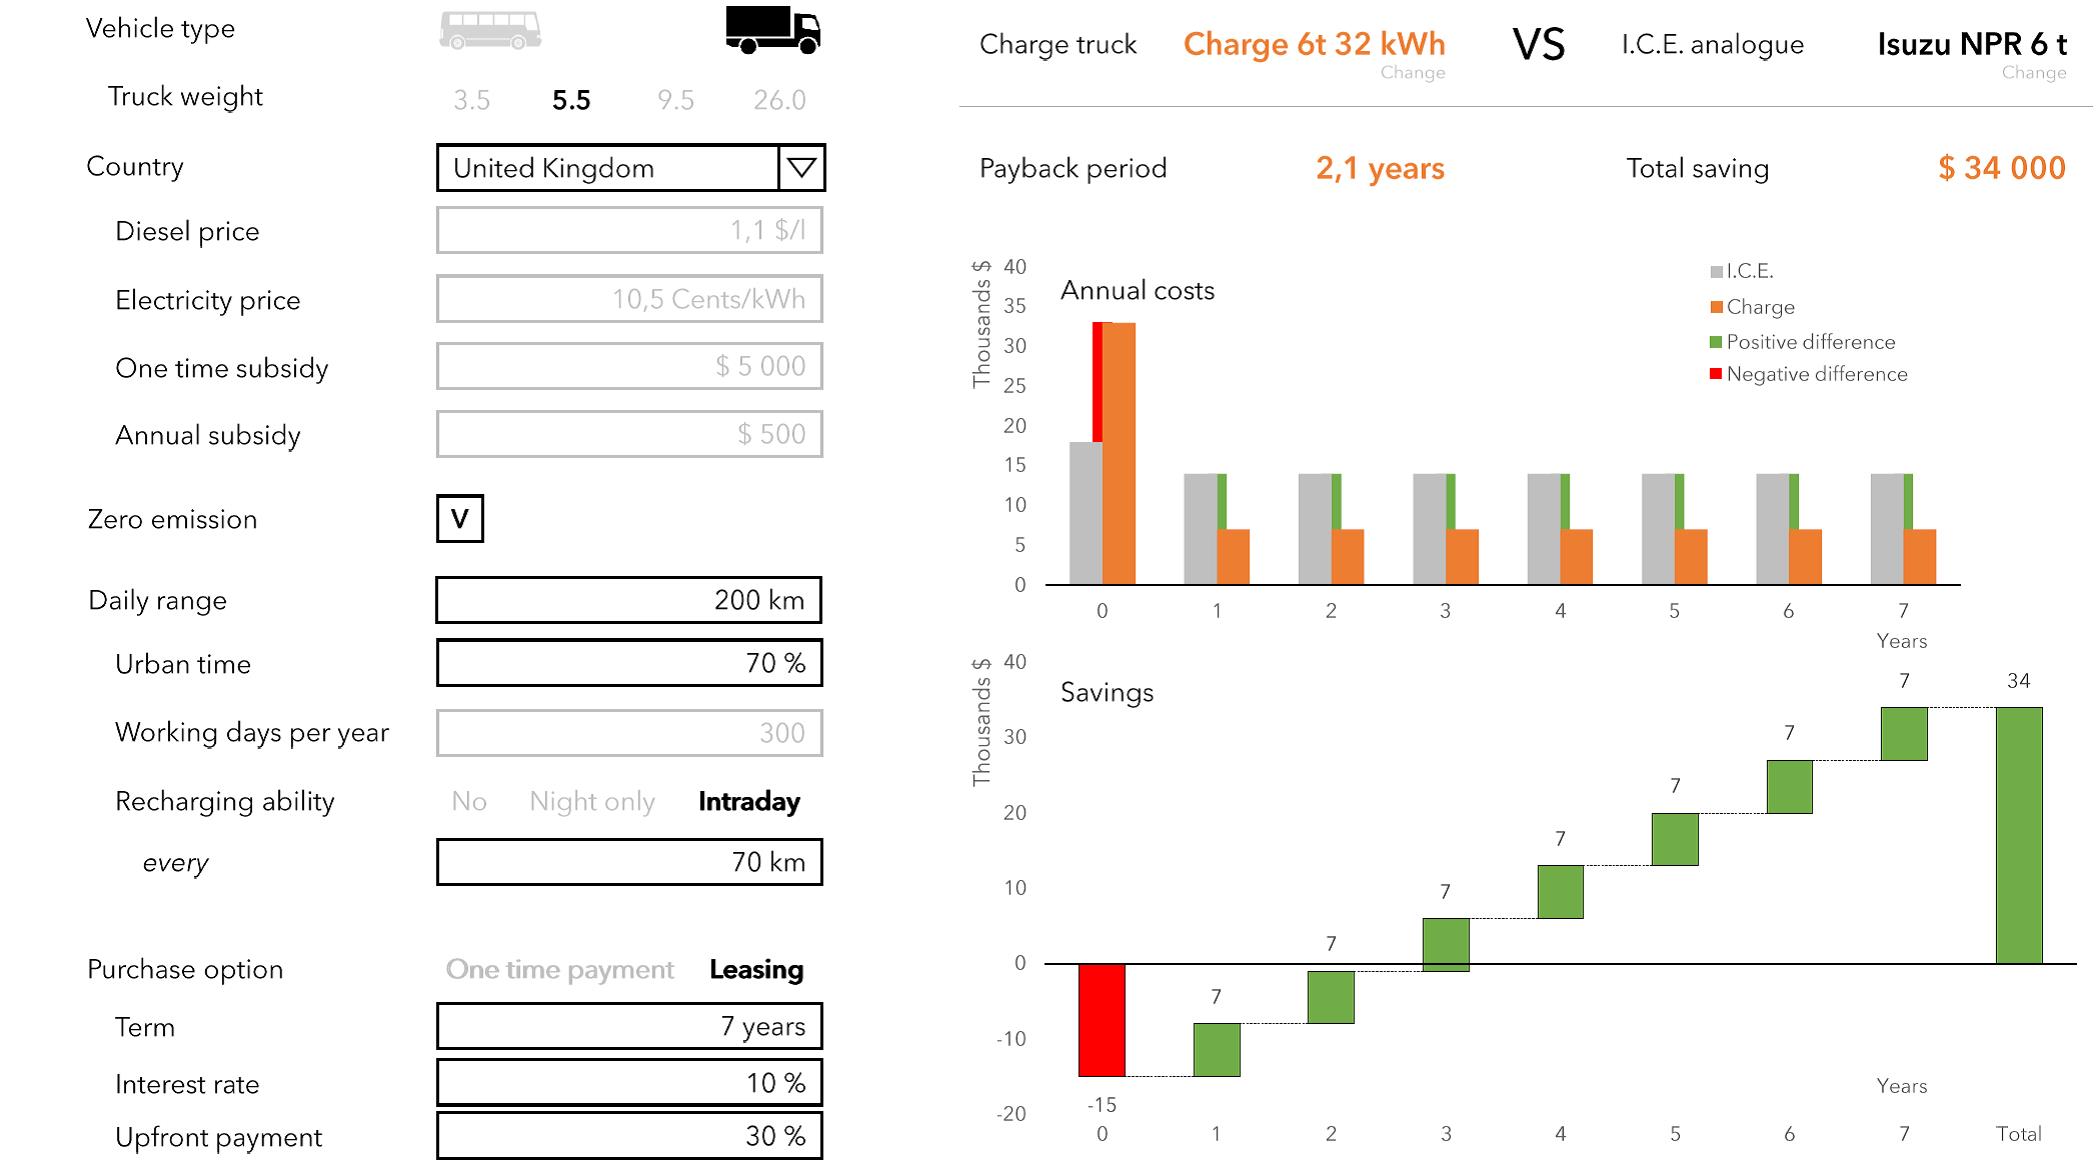 Vehicle type
Truck weight
3.5 5.5 9.5 26.0
Country
United Kingdom
Diesel price
1,1 $/l
Electricity price
10,5 Cents/kWh
One time subsidy
$ 5 000
Annual subsidy
$ 500
Zero emission
V
Daily range
200 km
Urban time
70 %
Working days per year
300
Recharging ability
No Night only Intraday
every
70 km
Purchase option
One time payment Leasing
Term
7 years
Interest rate
10 %
Upfront payment
30 %
Charge truck
Charge 6t 32 kWh
Change
VS
I.C.E. analogue
Isuzu NPR 6 t
Change
Payback period
2,1 years
Total saving
$ 34 000
Annual costs
Thousands $
40
35
30
25
20
15
10
5
0
I.C.E.
Charge
Positive difference
Negative difference
0 1 2 3 4 5 6 7
Years
Savings
Thousands $
40
30
20
10
0
-10
-20
-15
7
7
7
7
7
7
7
34
Years
0 1 2 3 4 5 6 7 Total